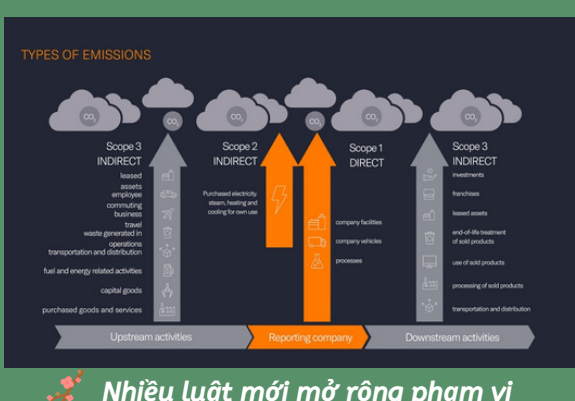 TYPES OF EMISSIONS
CO₂
CO₂
CO₂
CO₂
CO₂
CO₂
Scope 3
INDIRECT
leased
assets
employee
commuting
business
travel
waste generated in
operations
transportation and distribution
fuel and energy related activities
capital goods
purchased goods and services
Scope 2
INDIRECT
Purchased electricity,
steam, heating and
cooling for own use
Scope 1
DIRECT
company facilities
company vehicles
processes
Scope 3
INDIRECT
investments
franchises
leased assets
end-of-life treatment
of sold products
use of sold products
processing of sold products
transportation and distribution
Upstream activities
Reporting company
Downstream activities
Nhiều luật mới mở rộng phạm vi